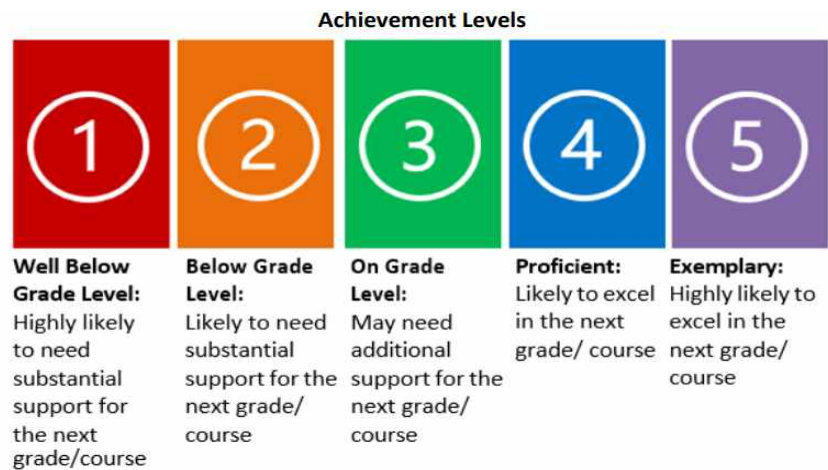 Achievement Levels
1
2
3
4
5
Well Below
Grade Level:
Highly likely
to need
substantial
support for
the next
grade/course
Below Grade
Level:
Likely to need
substantial
support for the
next grade/
course
On Grade
Level:
May need
additional
support for the
next grade/
course
Proficient:
Likely to excel
in the next
grade/ course
Exemplary:
Highly likely to
excel in the
next grade/
course